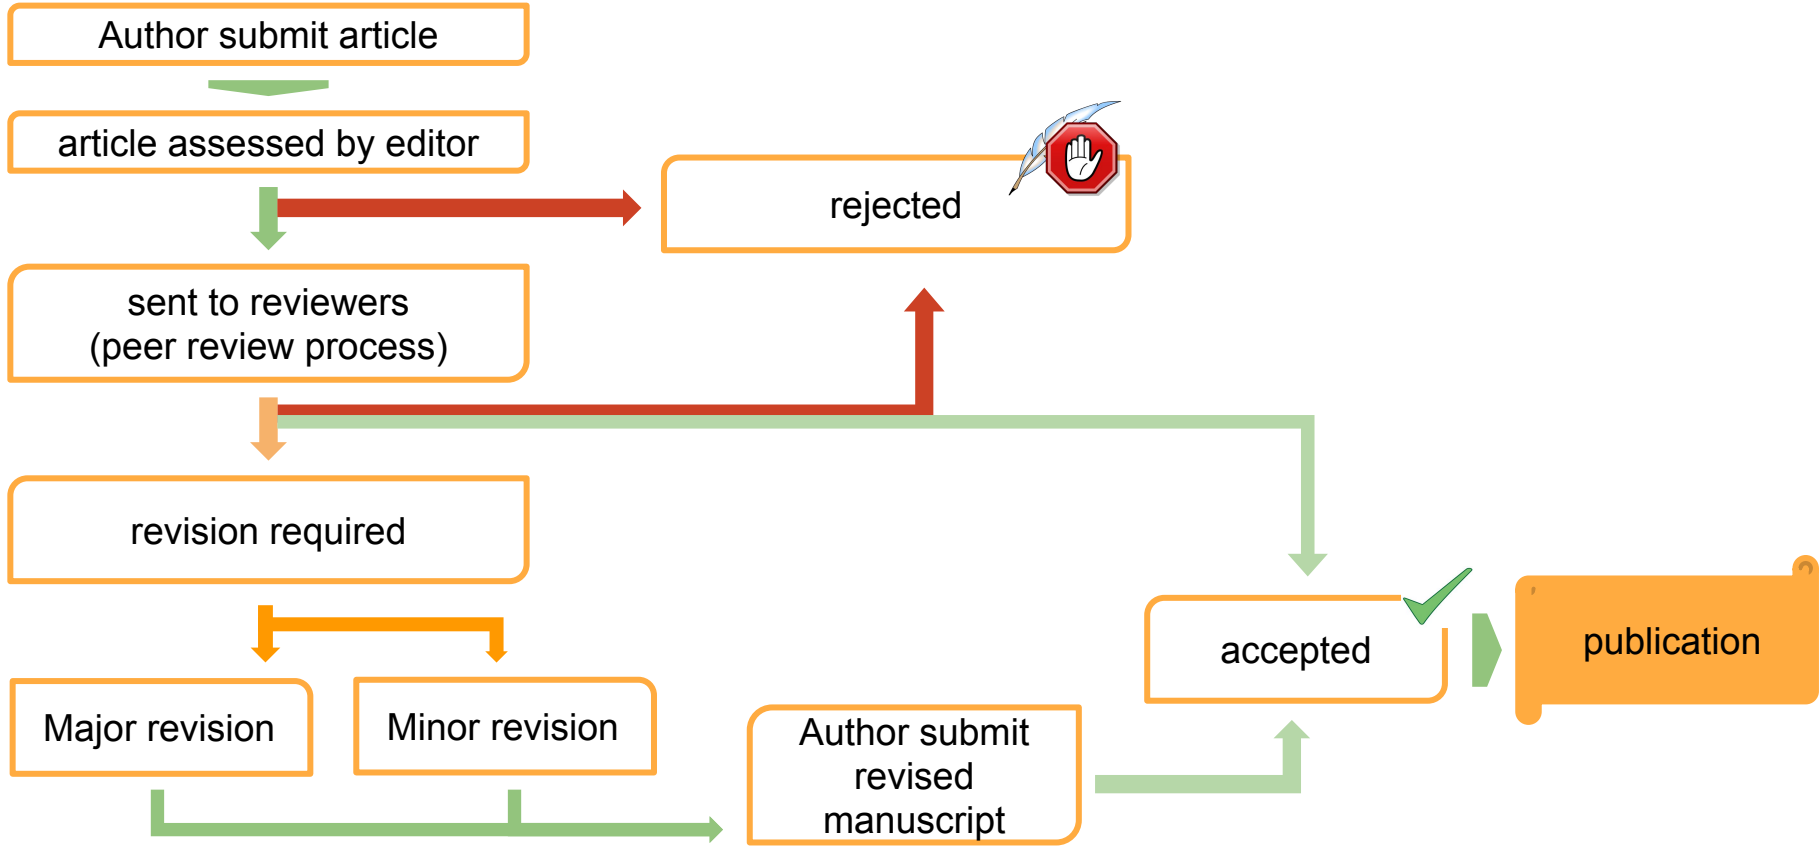 Author submit article
article assessed by editor
rejected
sent to reviewers
(peer review process)
revision required
Major revision
Minor revision
Author submit
revised
manuscript
accepted
publication